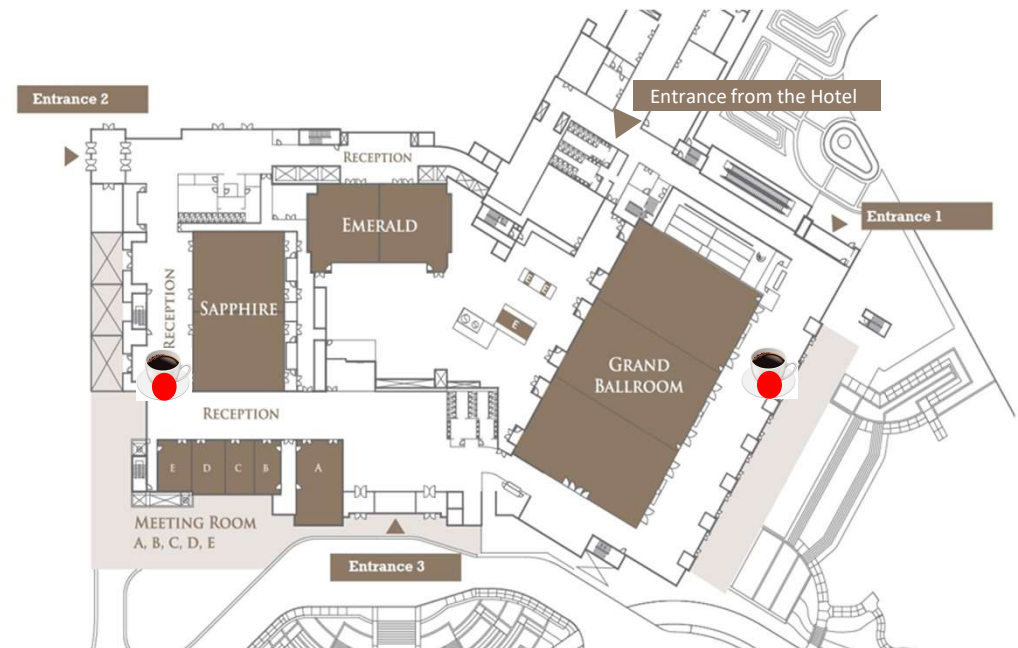 Entrance from the Hotel
Entrance 2
RECEPTION
Entrance 1
EMERALD
RECEPTION
SAPPHIRE
E
E
E
GRAND
BALLROOM
RECEPTION
E
D
C
B
A
MEETING ROOM
A, B, C, D, E
Entrance 3